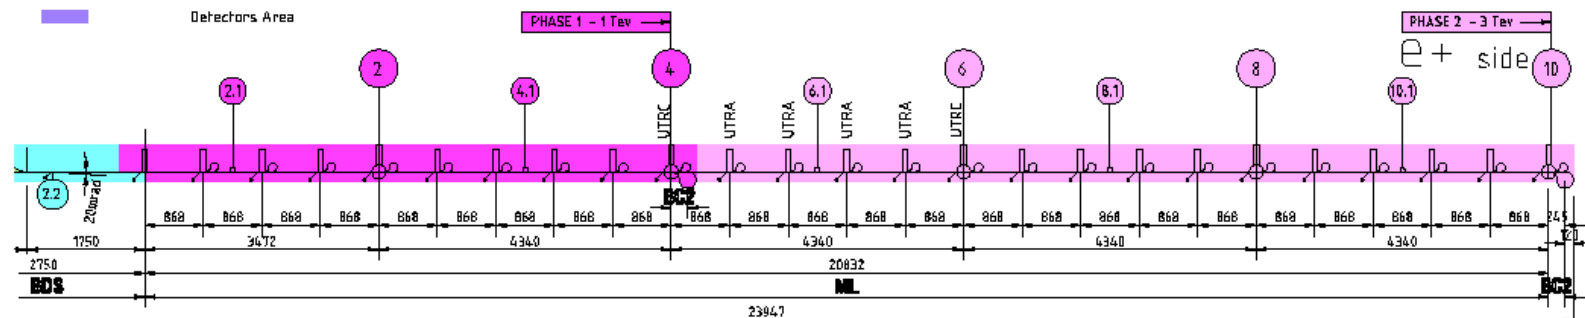 Detectors Area
PHASE 1 - 1 Tev
PHASE 2 - 3 Tev
e+ side
2 4 6 8 10
2.1 4.1 6.1 8.1 10.1
UTRC UTRA UTRA UTRA UTRA UTRC
2.2
20mrad
BC2
868 868 868 868 868 868 868 868 868 868 868 868 868 868 868 868 868 868 868 868 868 868 868 868 245
120
1750 3472 4340 4340 4340 4340
2750 20832
BDS ML BC2
23947